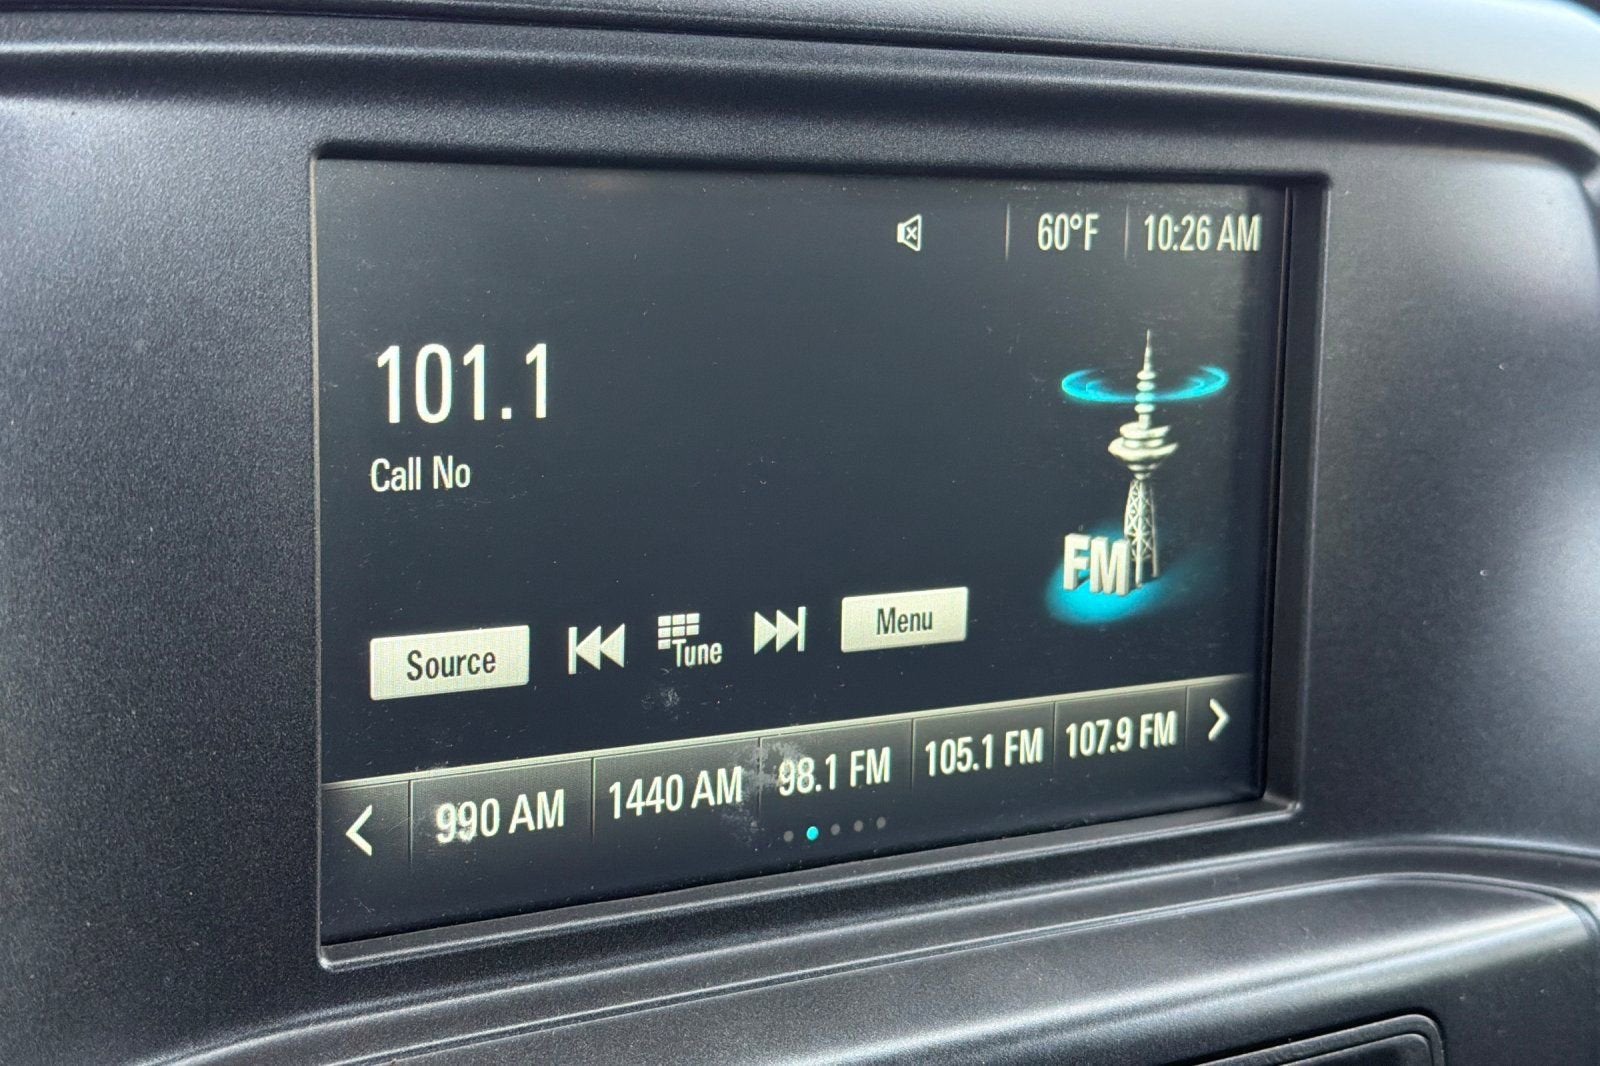 60°F 10:26 AM
101.1
Call No
FM
Source Tune Menu
990 AM 1440 AM 98.1 FM 105.1 FM 107.9 FM